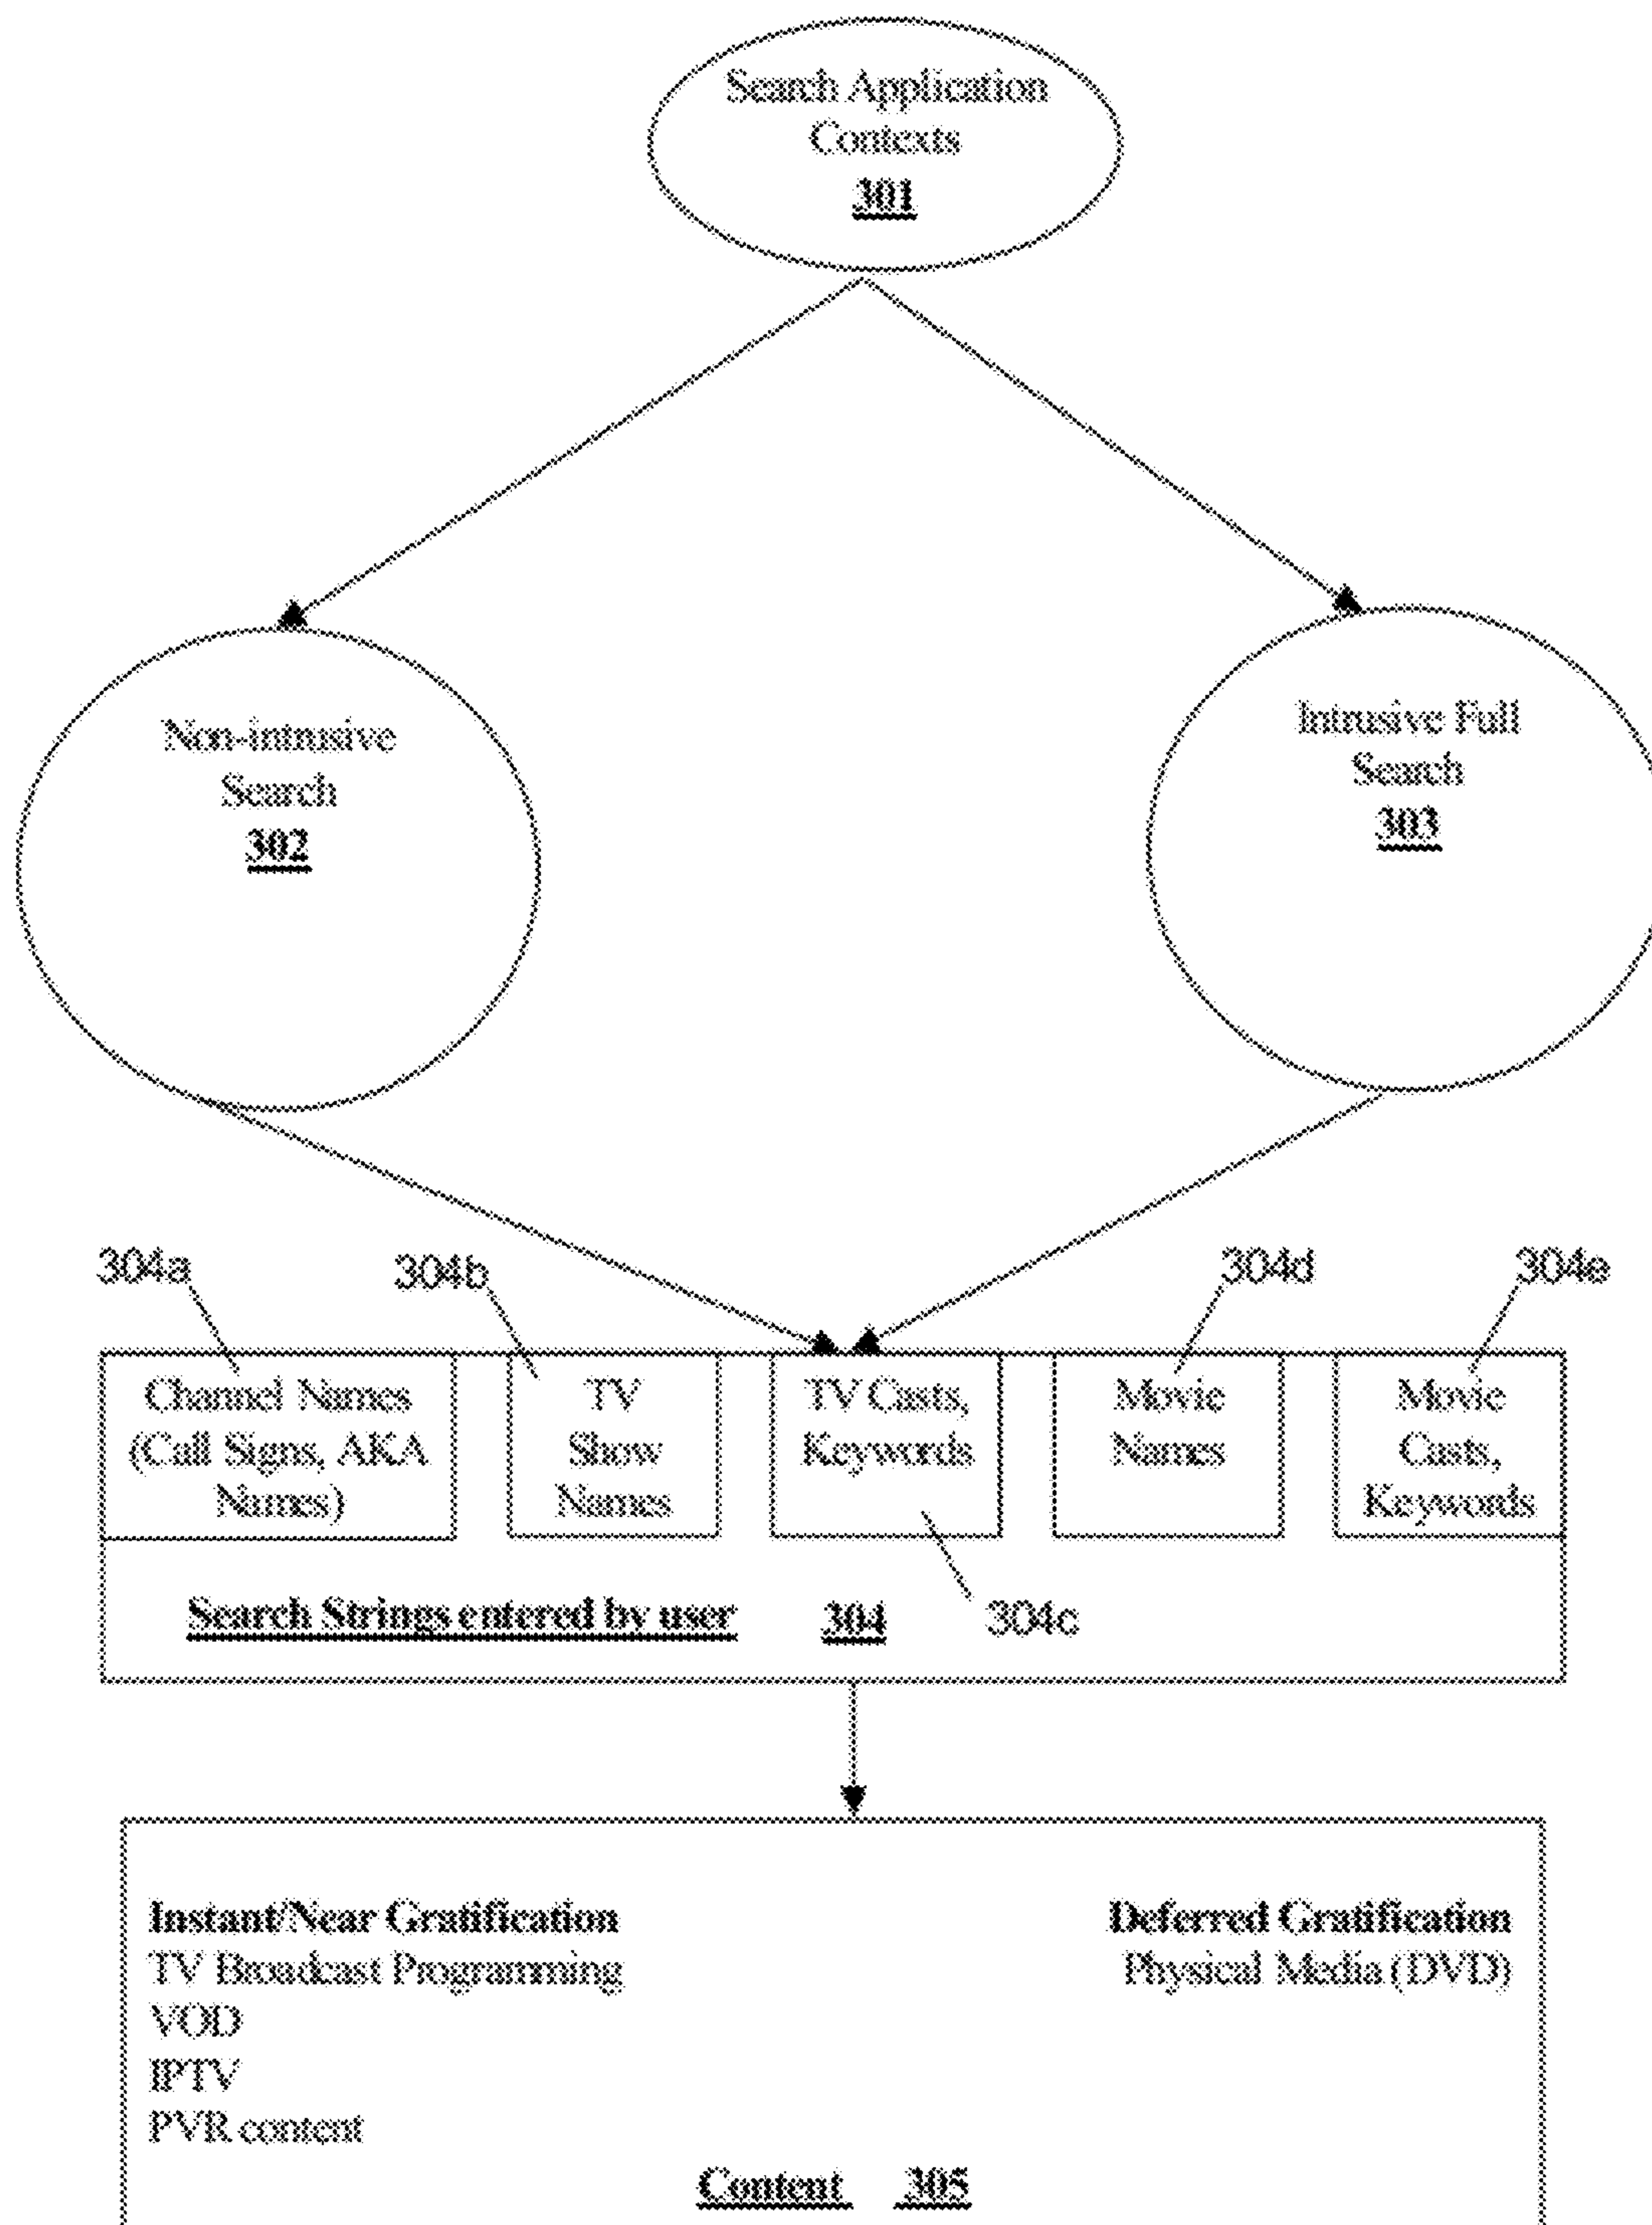 Search Application
Contexts
301
Non-intrusive
Search
302
Intrusive Full
Search
303
304a
304b
304d
304e
Channel Names
(Call Signs, AKA
Names)
TV
Show
Names
TV Casts,
Keywords
Movie
Names
Movie
Casts,
Keywords
Search Strings entered by user 304
304c
Instant/Near Gratification
TV Broadcast Programming
VOD
IPTV
PVR content
Deferred Gratification
Physical Media (DVD)
Content 305